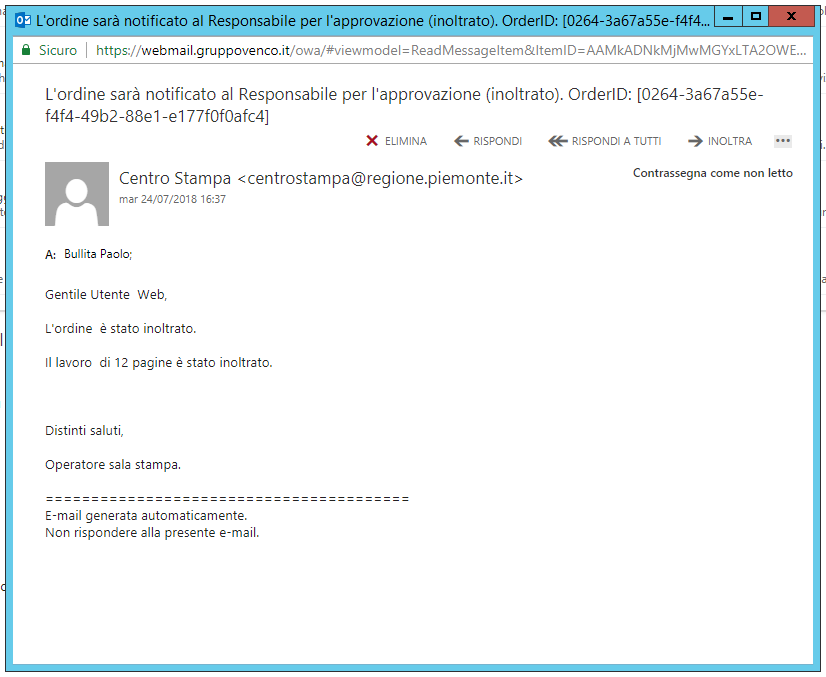 L'ordine sarà notificato al Responsabile per l'approvazione (inoltrato). OrderID: [0264-3a67a55e-f4f4...
Sicuro https://webmail.gruppovenco.it/owa/#viewmodel=ReadMessageItem&ItemID=AAMkADNkMjMwMGYxLTA2OWE...
L'ordine sarà notificato al Responsabile per l'approvazione (inoltrato). OrderID: [0264-3a67a55e-
f4f4-49b2-88e1-e177f0f0afc4]
ELIMINA RISPONDI RISPONDI A TUTTI INOLTRA
Centro Stampa <centrostampa@regione.piemonte.it>
Contrassegna come non letto
mar 24/07/2018 16:37
A: Bullita Paolo;
Gentile Utente  Web,
L'ordine  è stato inoltrato.
Il lavoro  di 12 pagine è stato inoltrato.
Distinti saluti,
Operatore sala stampa.
========================================
E-mail generata automaticamente.
Non rispondere alla presente e-mail.